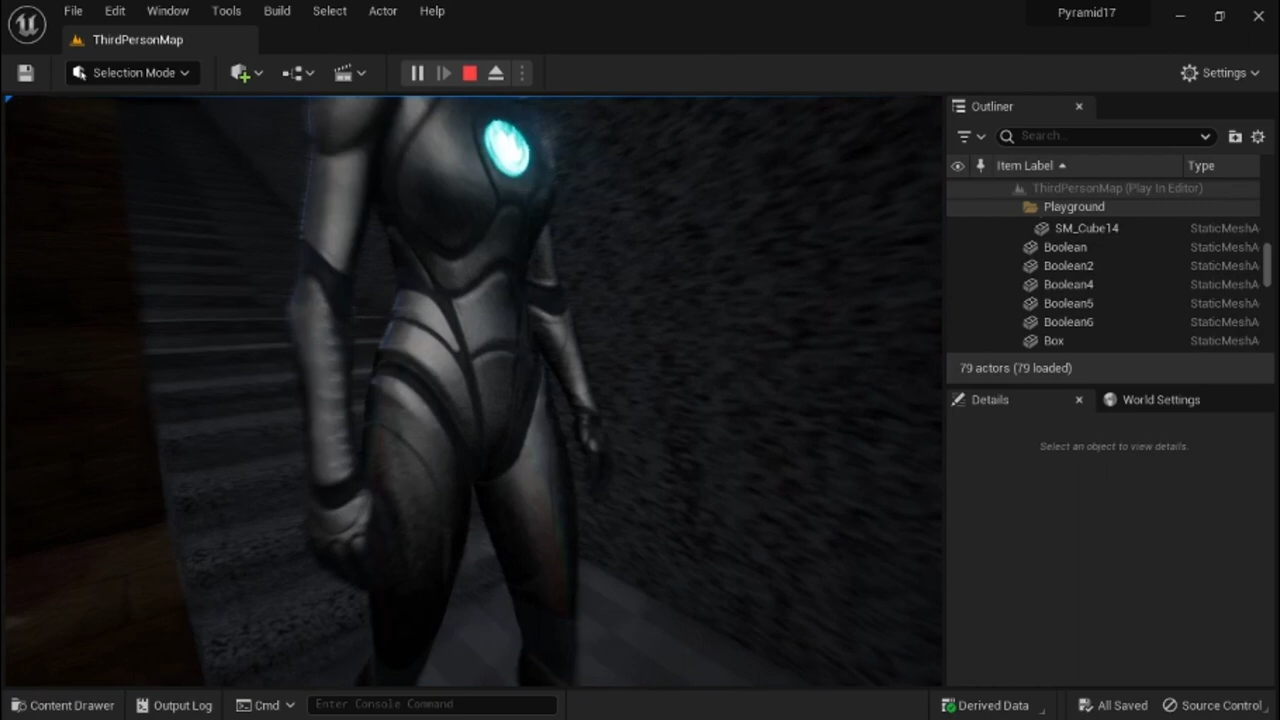 File Edit Window Tools Build Select Actor Help
Pyramid17
ThirdPersonMap
Selection Mode
Settings
Outliner
Search...
Item Label Type
ThirdPersonMap (Play In Editor)
Playground
SM_Cube14 StaticMeshA
Boolean StaticMeshA
Boolean2 StaticMeshA
Boolean4 StaticMeshA
Boolean5 StaticMeshA
Boolean6 StaticMeshA
Box StaticMeshA
79 actors (79 loaded)
Details World Settings
Select an object to view details.
Content Drawer Output Log Cmd Enter Console Command Derived Data All Saved Source Control